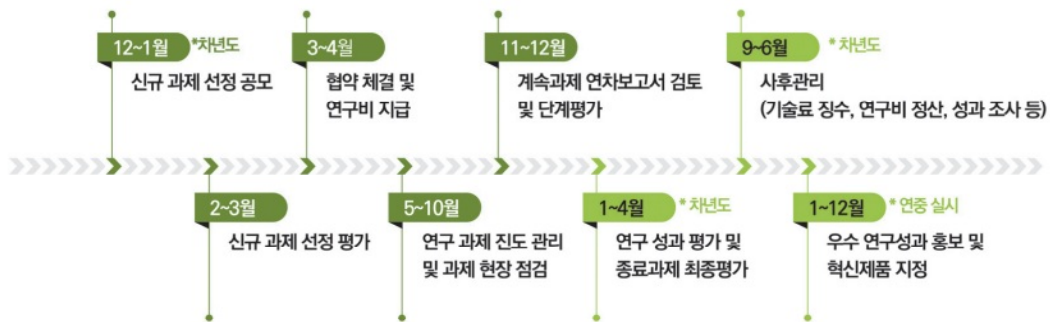 12~1월 *차년도
신규 과제 선정 공모
3~4월
협약 체결 및
연구비 지급
11~12월
계속과제 연차보고서 검토
및 단계평가
9~6월 * 차년도
사후관리
(기술료 징수, 연구비 정산, 성과 조사 등)
2~3월
신규 과제 선정 평가
5~10월
연구 과제 진도 관리
및 과제 현장 점검
1~4월 * 차년도
연구 성과 평가 및
종료과제 최종평가
1~12월 * 연중 실시
우수 연구성과 홍보 및
혁신제품 지정